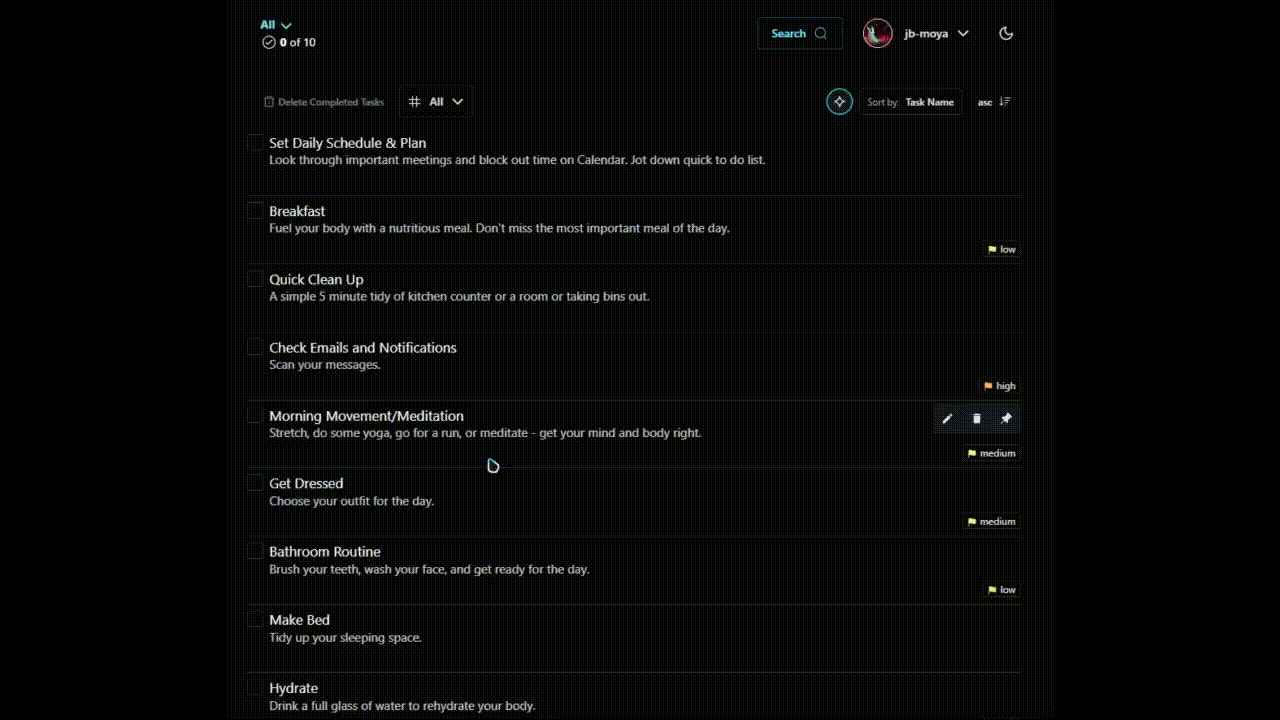 All
0 of 10
Search
jb-moya
Delete Completed Tasks
All
Sort by: Task Name
asc
Set Daily Schedule & Plan
Look through important meetings and block out time on Calendar. Jot down quick to do list.
Breakfast
Fuel your body with a nutritious meal. Don't miss the most important meal of the day.
low
Quick Clean Up
A simple 5 minute tidy of kitchen counter or a room or taking bins out.
Check Emails and Notifications
Scan your messages.
high
Morning Movement/Meditation
Stretch, do some yoga, go for a run, or meditate - get your mind and body right.
medium
Get Dressed
Choose your outfit for the day.
medium
Bathroom Routine
Brush your teeth, wash your face, and get ready for the day.
low
Make Bed
Tidy up your sleeping space.
Hydrate
Drink a full glass of water to rehydrate your body.